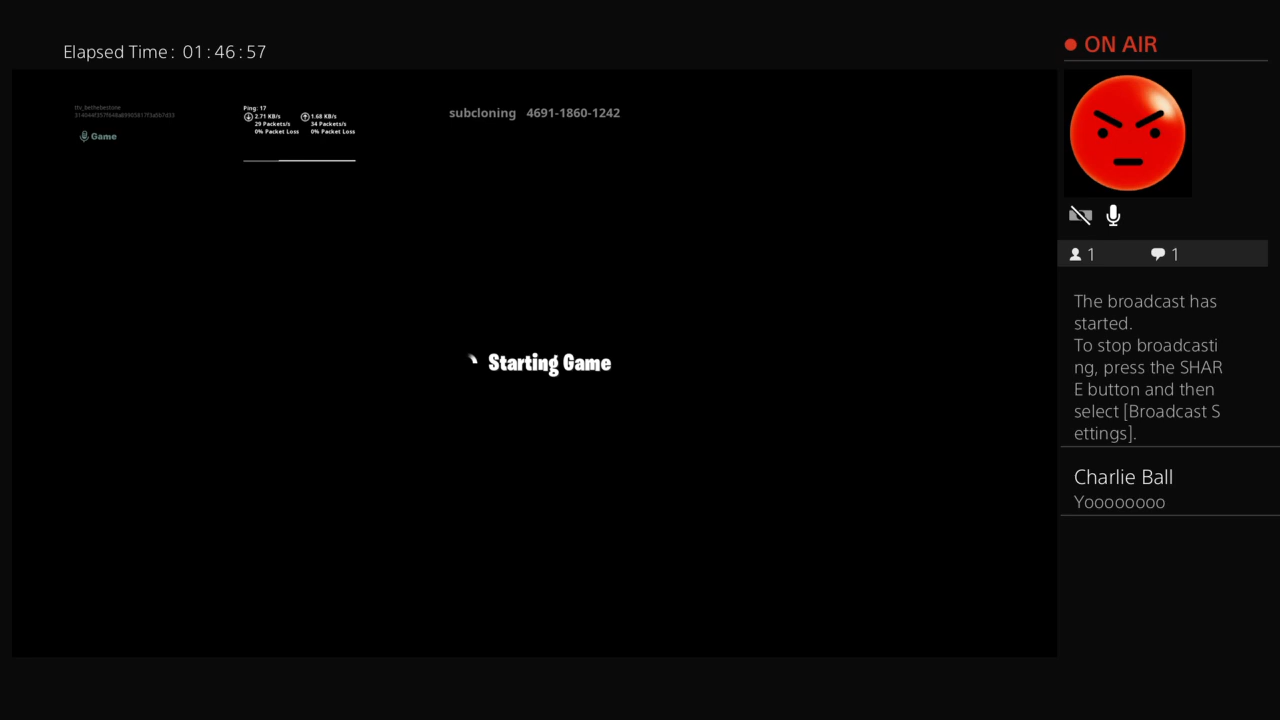 Elapsed Time: 01:46:57
ON AIR
Ping: 17
2.71 KB/s
1.68 KB/s
29 Packets/s
34 Packets/s
0% Packet Loss
0% Packet Loss
Game
subcloning 4691-1860-1242
1
1
Starting Game
The broadcast has
started.
To stop broadcasti
ng, press the SHAR
E button and then
select [Broadcast S
ettings].
Charlie Ball
Yoooooooo